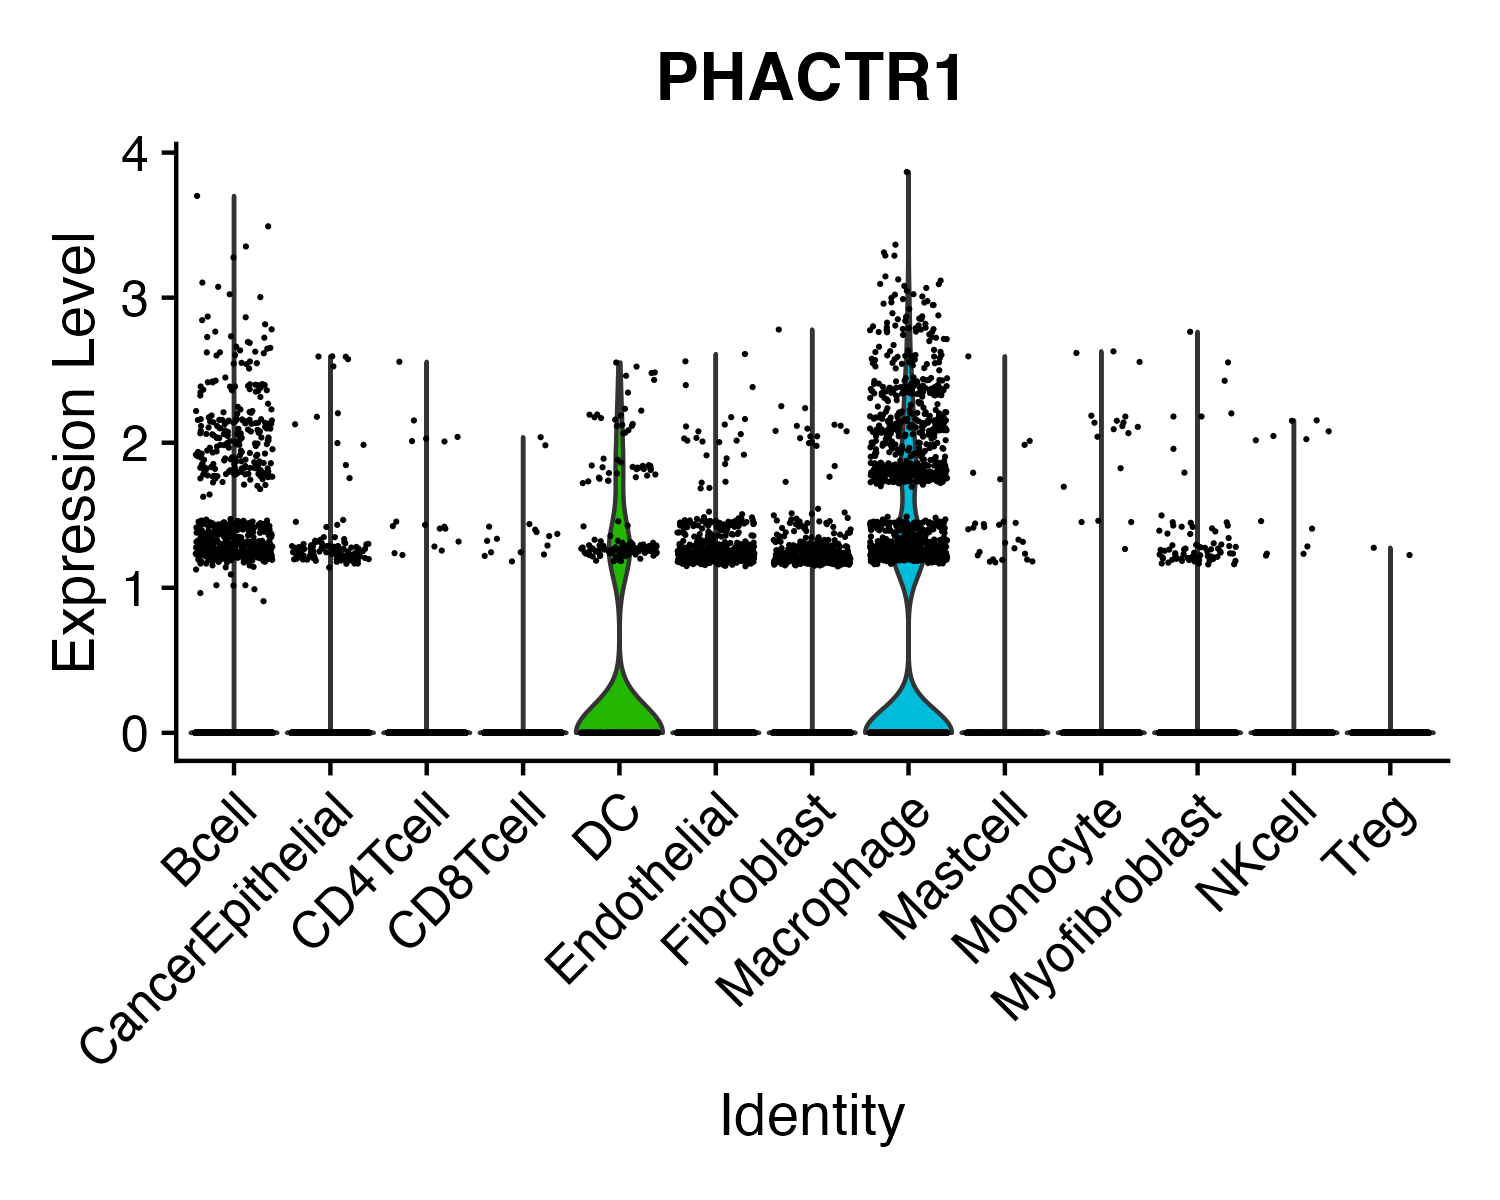 PHACTR1
Expression Level
4
3
2
1
0
Bcell
CancerEpithelial
CD4Tcell
CD8Tcell
DC
Endothelial
Fibroblast
Macrophage
Mastcell
Monocyte
Myofibroblast
NKcell
Treg
Identity